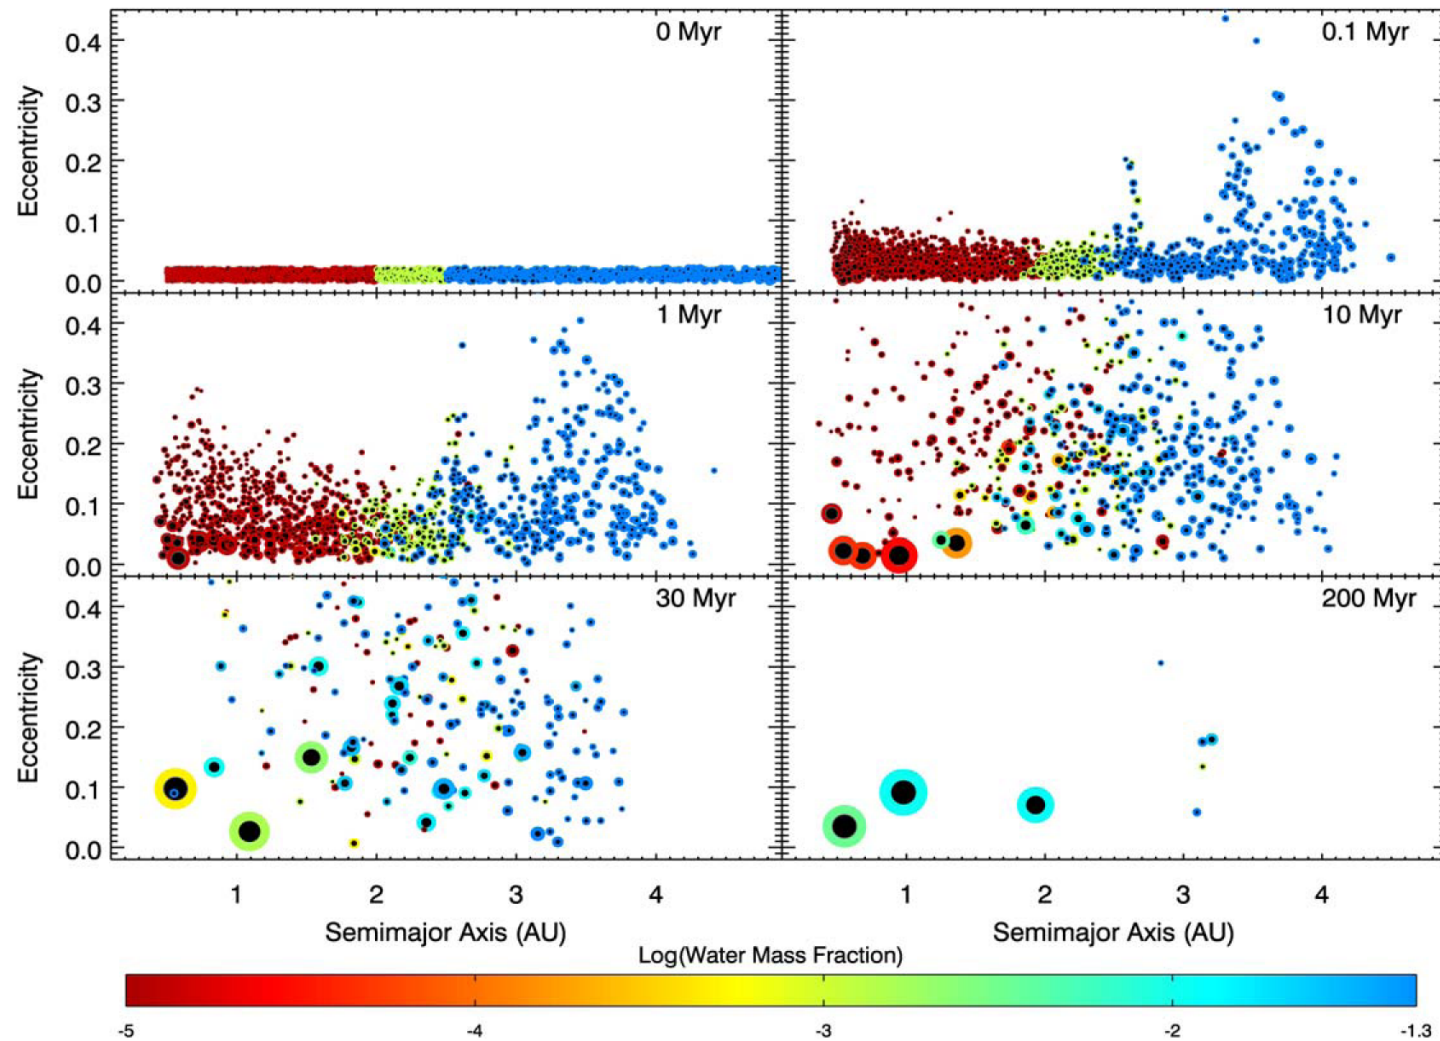 0 Myr
0.1 Myr
Eccentricity
0.4
0.3
0.2
0.1
0.0
1 Myr
10 Myr
Eccentricity
0.4
0.3
0.2
0.1
0.0
30 Myr
200 Myr
Eccentricity
0.4
0.3
0.2
0.1
0.0
1 2 3 4
1 2 3 4
Semimajor Axis (AU)
Semimajor Axis (AU)
Log(Water Mass Fraction)
-5 -4 -3 -2 -1.3